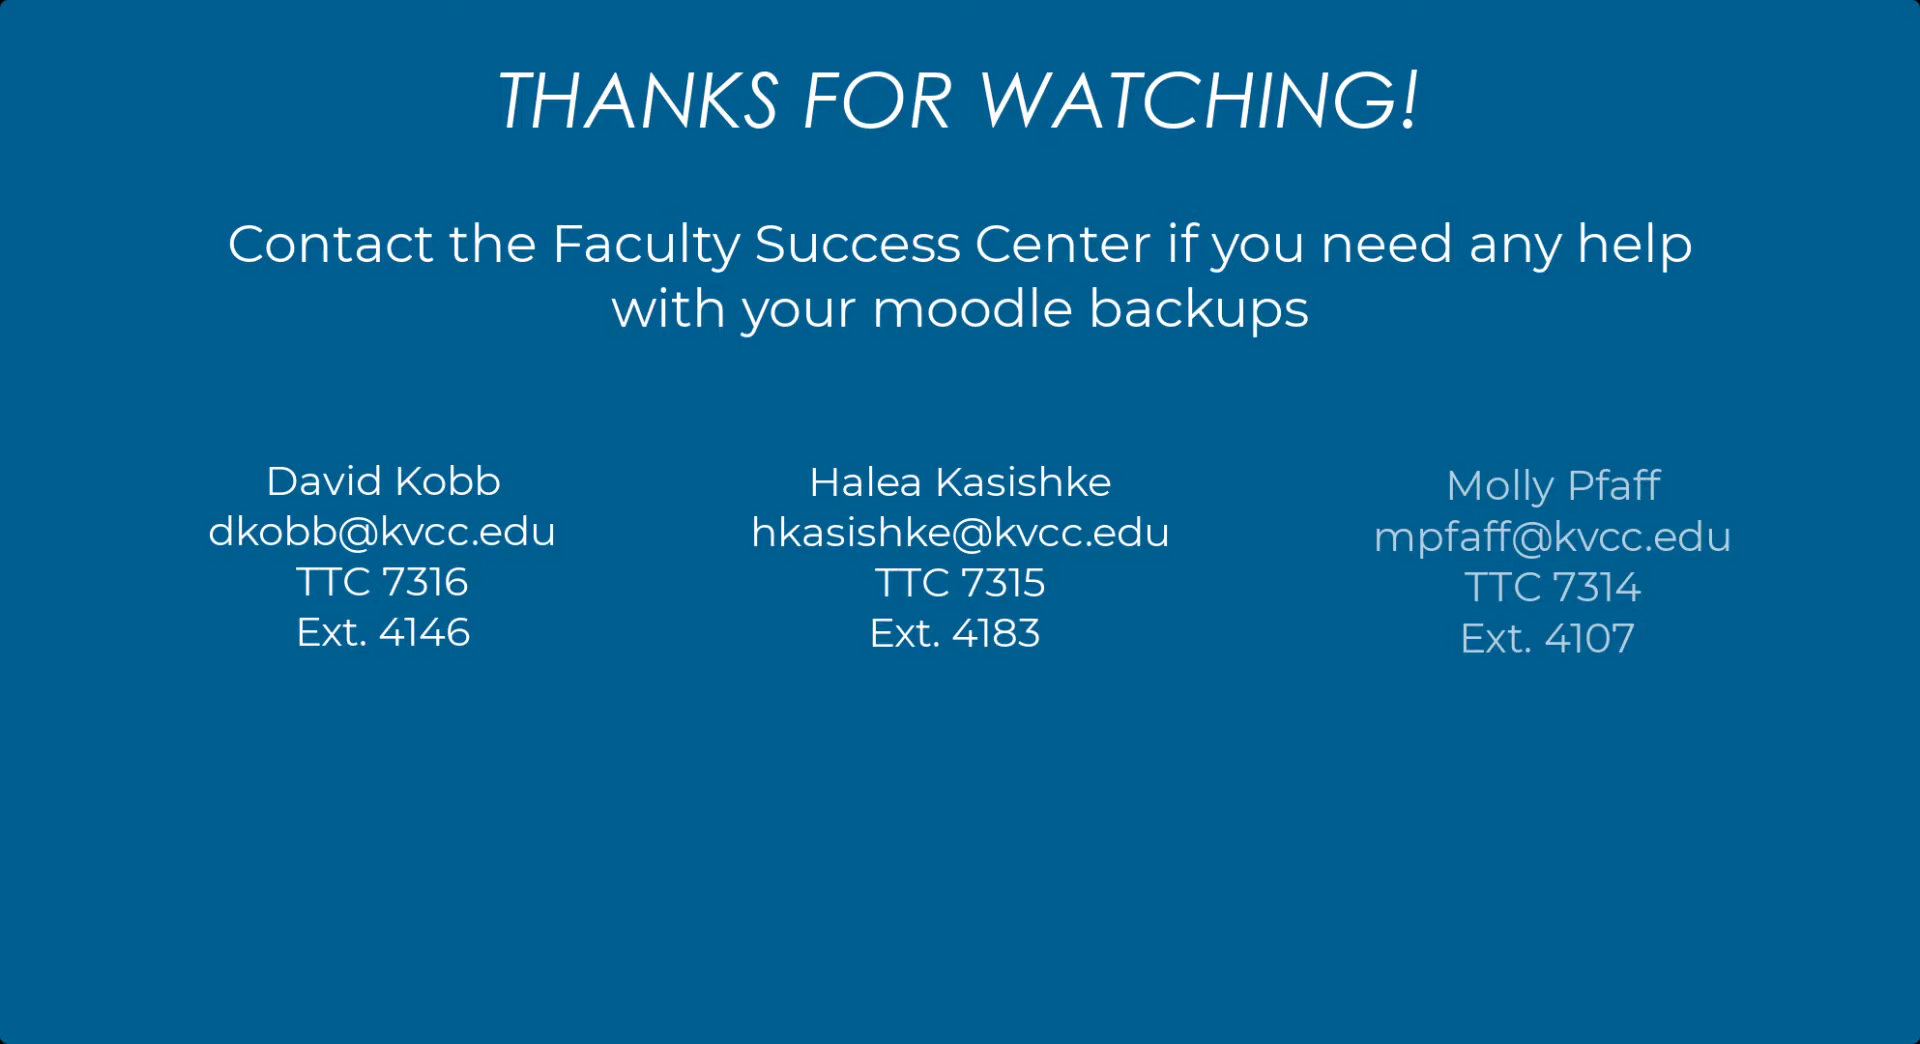 THANKS FOR WATCHING!
Contact the Faculty Success Center if you need any help
with your moodle backups
David Kobb
dkobb@kvcc.edu
TTC 7316
Ext. 4146
Halea Kasishke
hkasishke@kvcc.edu
TTC 7315
Ext. 4183
Molly Pfaff
mpfaff@kvcc.edu
TTC 7314
Ext. 4107